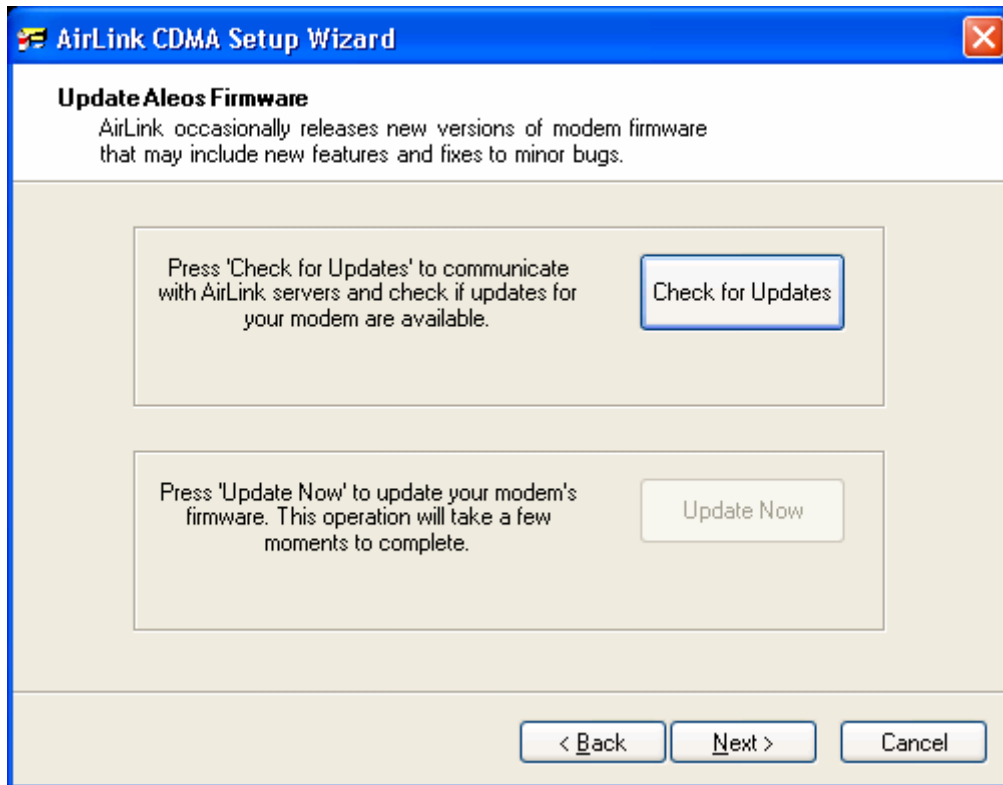 AirLink CDMA Setup Wizard
Update Aleos Firmware
AirLink occasionally releases new versions of modem firmware
that may include new features and fixes to minor bugs.
Press 'Check for Updates' to communicate
with AirLink servers and check if updates for
your modem are available.
Check for Updates
Press 'Update Now' to update your modem's
firmware. This operation will take a few
moments to complete.
Update Now
< Back
Next >
Cancel